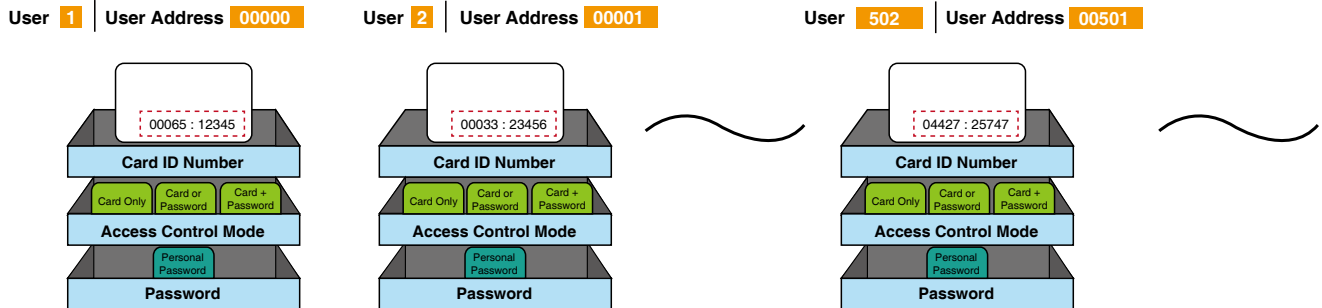 User 1 User Address 00000
00065 : 12345
Card ID Number
Card Only
Card or
Password
Card +
Password
Access Control Mode
Personal
Password
Password
User 2 User Address 00001
00033 : 23456
Card ID Number
Card Only
Card or
Password
Card +
Password
Access Control Mode
Personal
Password
Password
User 502 User Address 00501
04427 : 25747
Card ID Number
Card Only
Card or
Password
Card +
Password
Access Control Mode
Personal
Password
Password